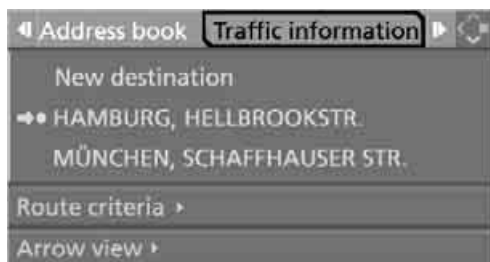 Address book Traffic information
New destination
HAMBURG, HELLBROOKSTR.
MÜNCHEN, SCHAFFHAUSER STR.
Route criteria
Arrow view